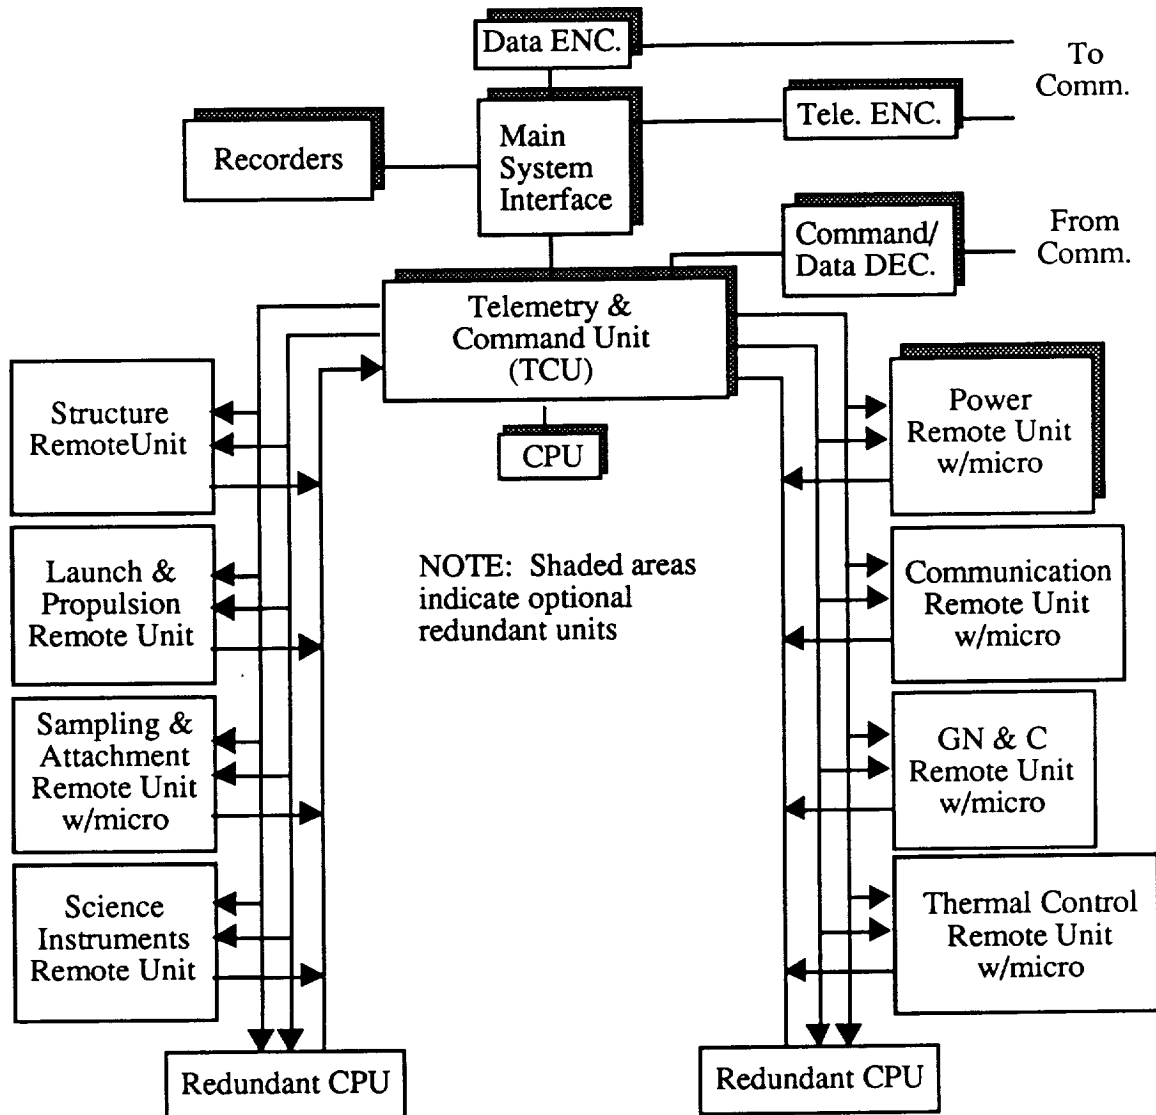 Data ENC.
To
Comm.
Tele. ENC.
Recorders
Main
System
Interface
Command/
Data DEC.
From
Comm.
Telemetry &
Command Unit
(TCU)
CPU
Structure
RemoteUnit
Power
Remote Unit
w/micro
NOTE: Shaded areas
indicate optional
redundant units
Launch &
Propulsion
Remote Unit
Communication
Remote Unit
w/micro
Sampling &
Attachment
Remote Unit
w/micro
GN & C
Remote Unit
w/micro
Science
Instruments
Remote Unit
Thermal Control
Remote Unit
w/micro
Redundant CPU
Redundant CPU